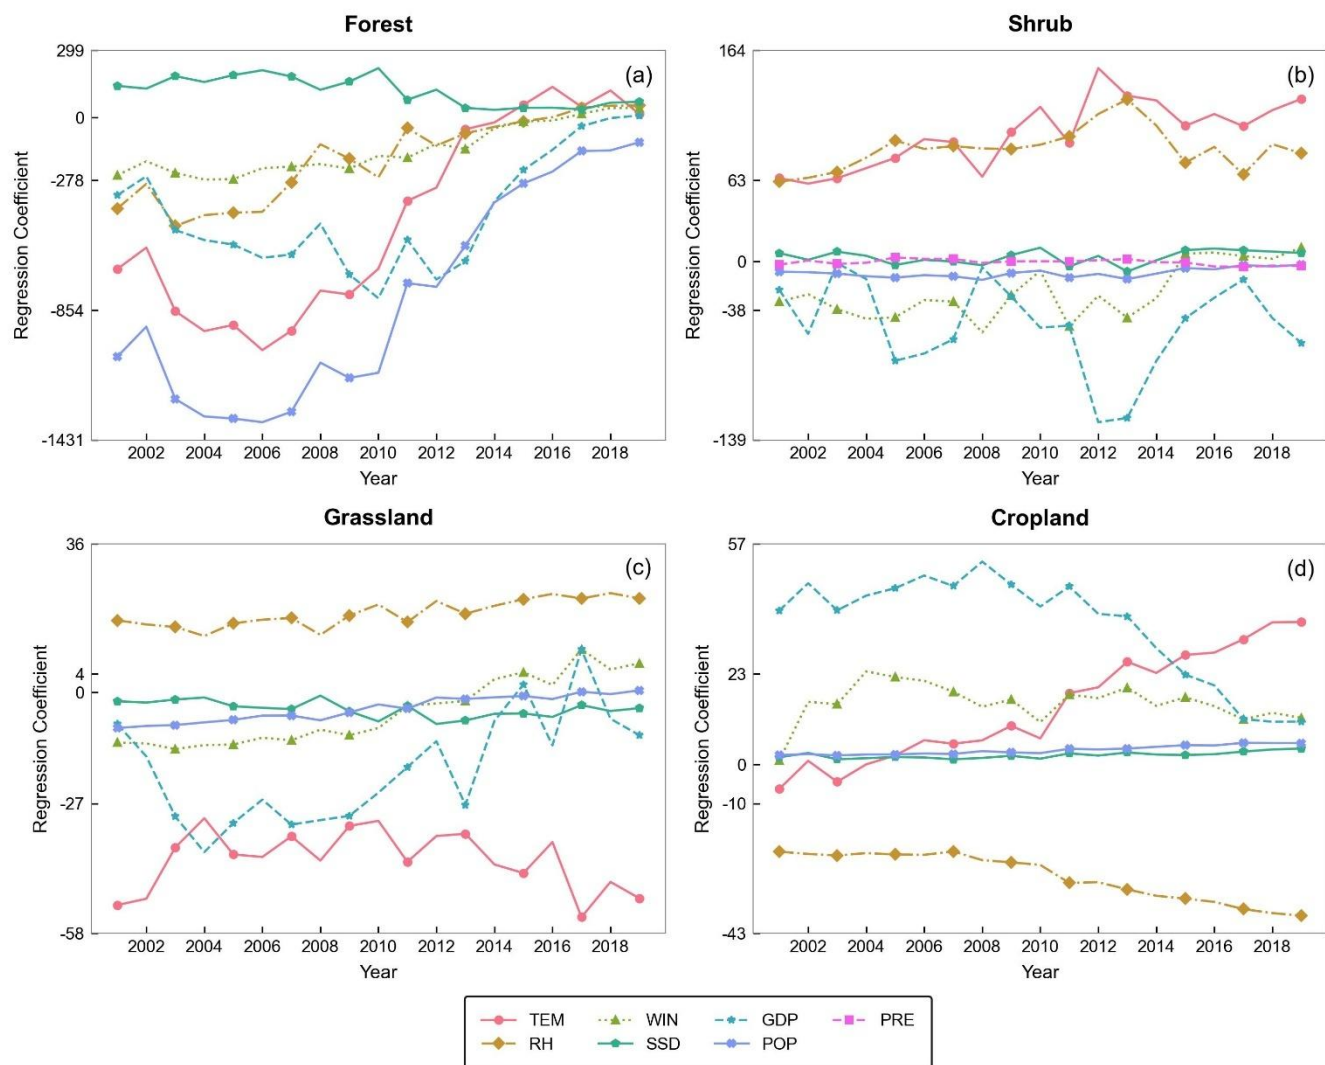 Forest
299
0
-278
-854
-1431
Regression Coefficient
(a)
2002 2004 2006 2008 2010 2012 2014 2016 2018
Year
Shrub
164
63
0
-38
-139
Regression Coefficient
(b)
2002 2004 2006 2008 2010 2012 2014 2016 2018
Year
Grassland
36
4
0
-27
-58
Regression Coefficient
(c)
2002 2004 2006 2008 2010 2012 2014 2016 2018
Year
Cropland
57
23
0
-10
-43
Regression Coefficient
(d)
2002 2004 2006 2008 2010 2012 2014 2016 2018
Year
TEM WIN GDP PRE
RH SSD POP